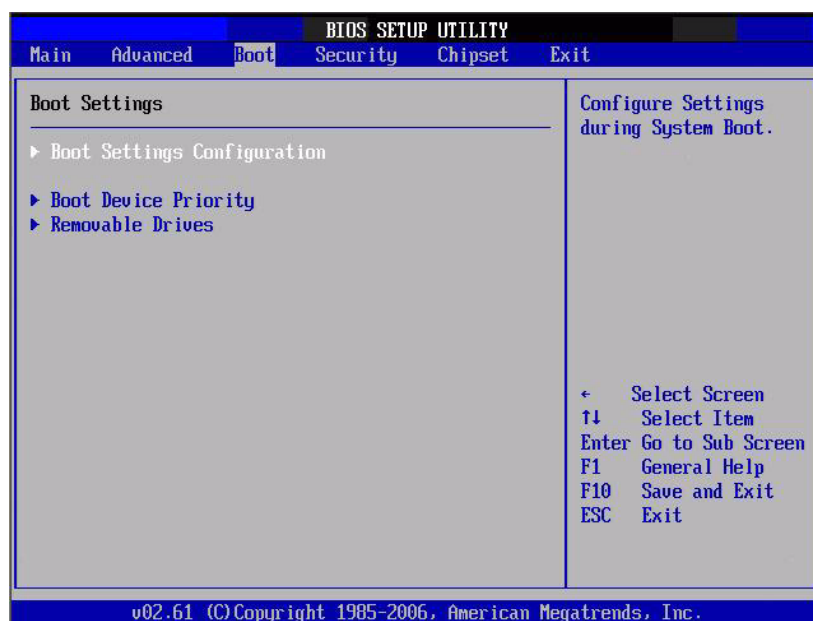 BIOS SETUP UTILITY
Main Advanced Boot Security Chipset Exit
Boot Settings
▶ Boot Settings Configuration
▶ Boot Device Priority
▶ Removable Drives
Configure Settings
during System Boot.
← Select Screen
↑↓ Select Item
Enter Go to Sub Screen
F1 General Help
F10 Save and Exit
ESC Exit
v02.61 (C)Copyright 1985-2006, American Megatrends, Inc.